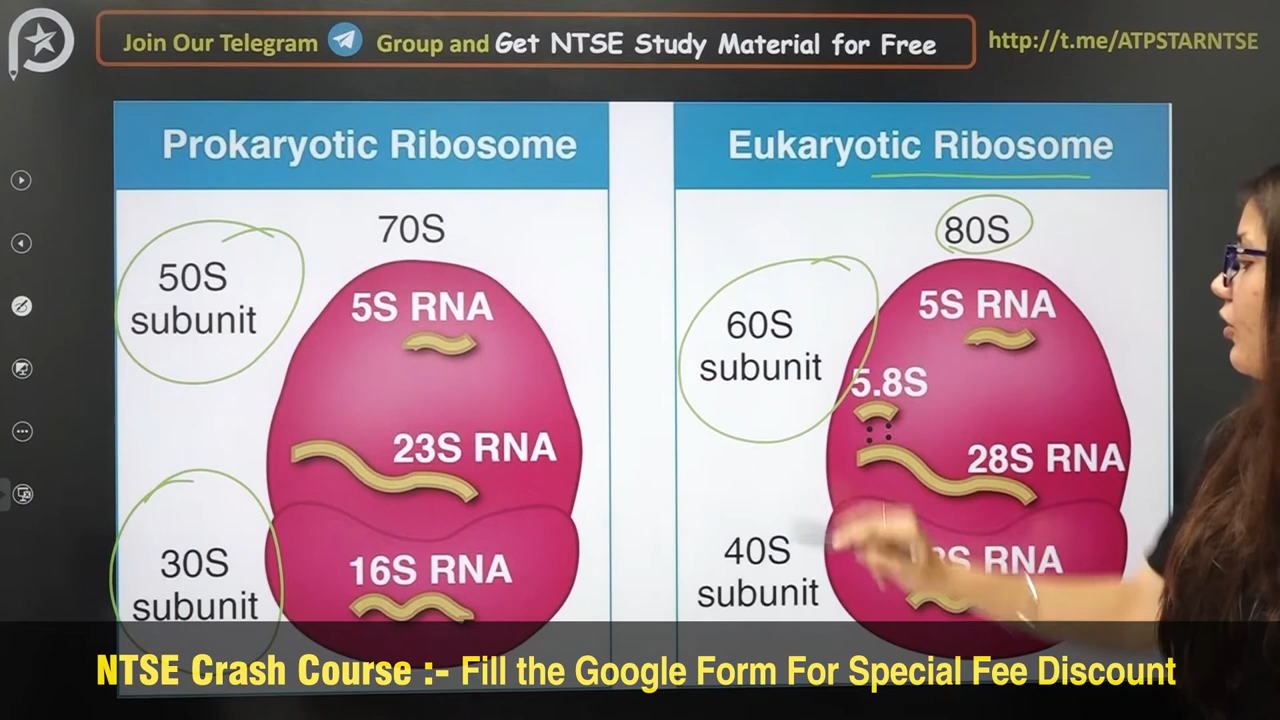 Join Our Telegram Group and Get NTSE Study Material for Free
http://t.me/ATPSTARNTSE
Prokaryotic Ribosome
70S
50S
subunit
5S RNA
23S RNA
30S
subunit
16S RNA
Eukaryotic Ribosome
80S
60S
subunit
5S RNA
5.8S
28S RNA
40S
subunit
RNA
NTSE Crash Course :- Fill the Google Form For Special Fee Discount